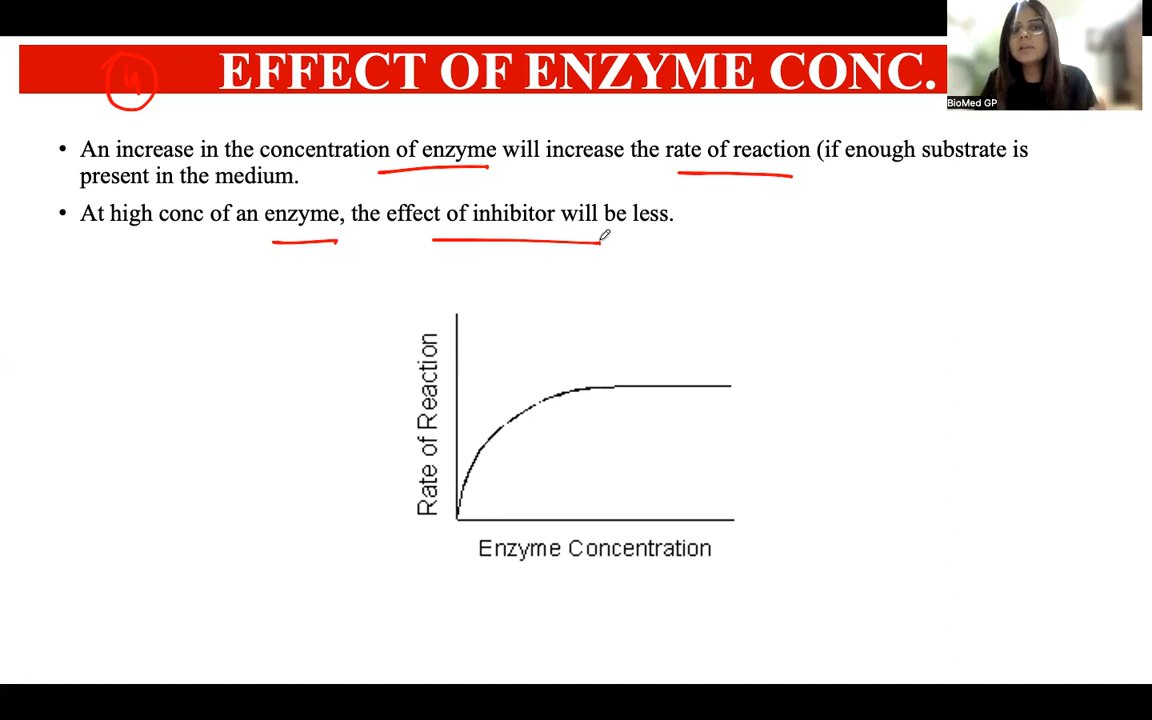 4
EFFECT OF ENZYME CONC.
BioMed GP
• An increase in the concentration of enzyme will increase the rate of reaction (if enough substrate is
present in the medium.
• At high conc of an enzyme, the effect of inhibitor will be less.
Rate of Reaction
Enzyme Concentration